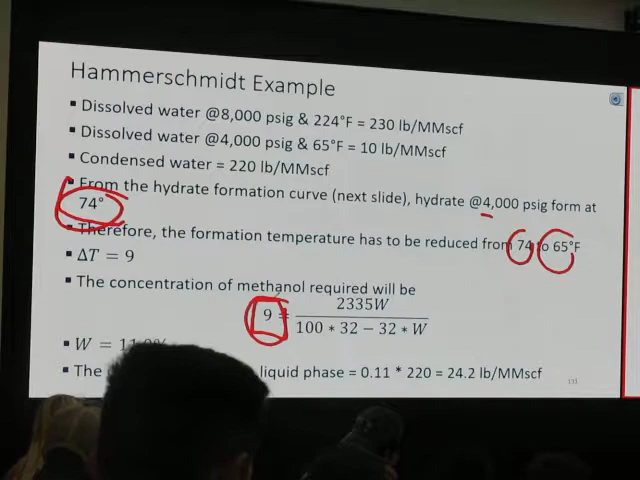 Hammerschmidt Example
▪ Dissolved water @8,000 psig & 224°F = 230 lb/MMscf
▪ Dissolved water @4,000 psig & 65°F = 10 lb/MMscf
▪ Condensed water = 220 lb/MMscf
▪ From the hydrate formation curve (next slide), hydrate @4,000 psig form at
74°
▪ Therefore, the formation temperature has to be reduced from 74 to 65°F
▪ ΔT = 9
▪ The concentration of methanol required will be
9 = 2335W / 100 * 32 − 32 * W
▪ W =
▪ The liquid phase = 0.11 * 220 = 24.2 lb/MMscf